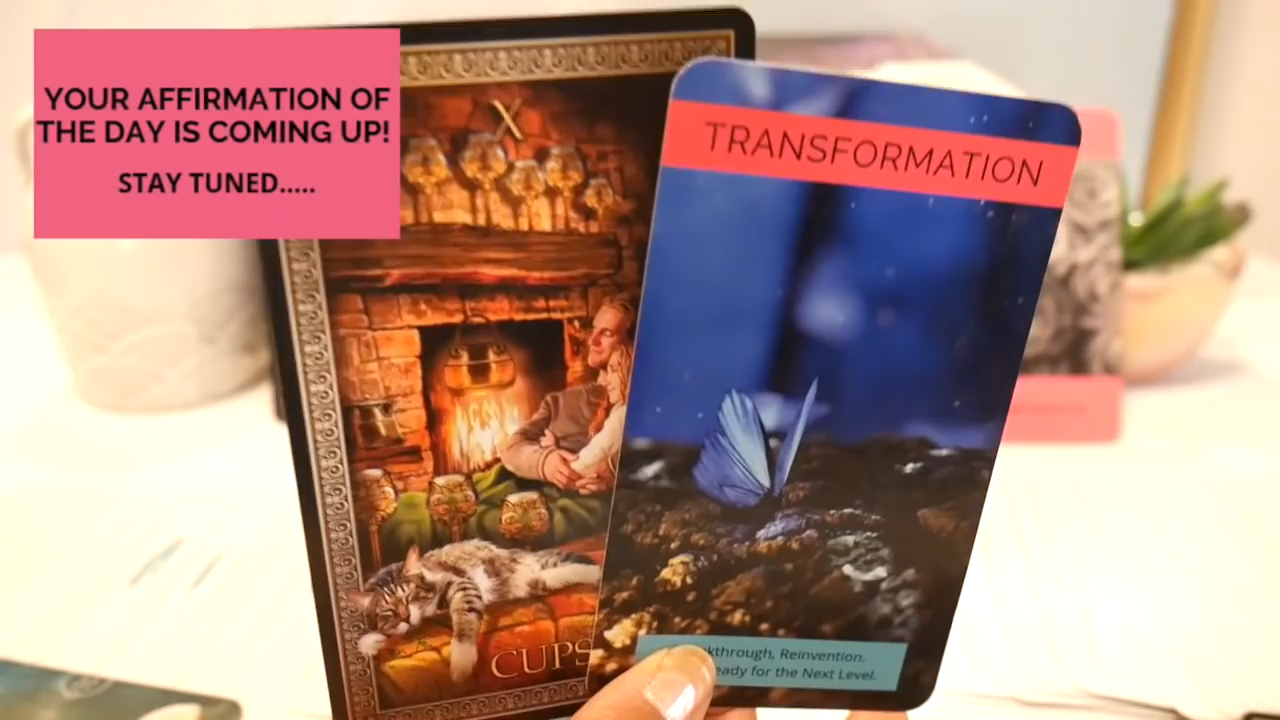 YOUR AFFIRMATION OF
THE DAY IS COMING UP!
STAY TUNED.....
X
CUPS
TRANSFORMATION
Reinvention.
for the Next Level.